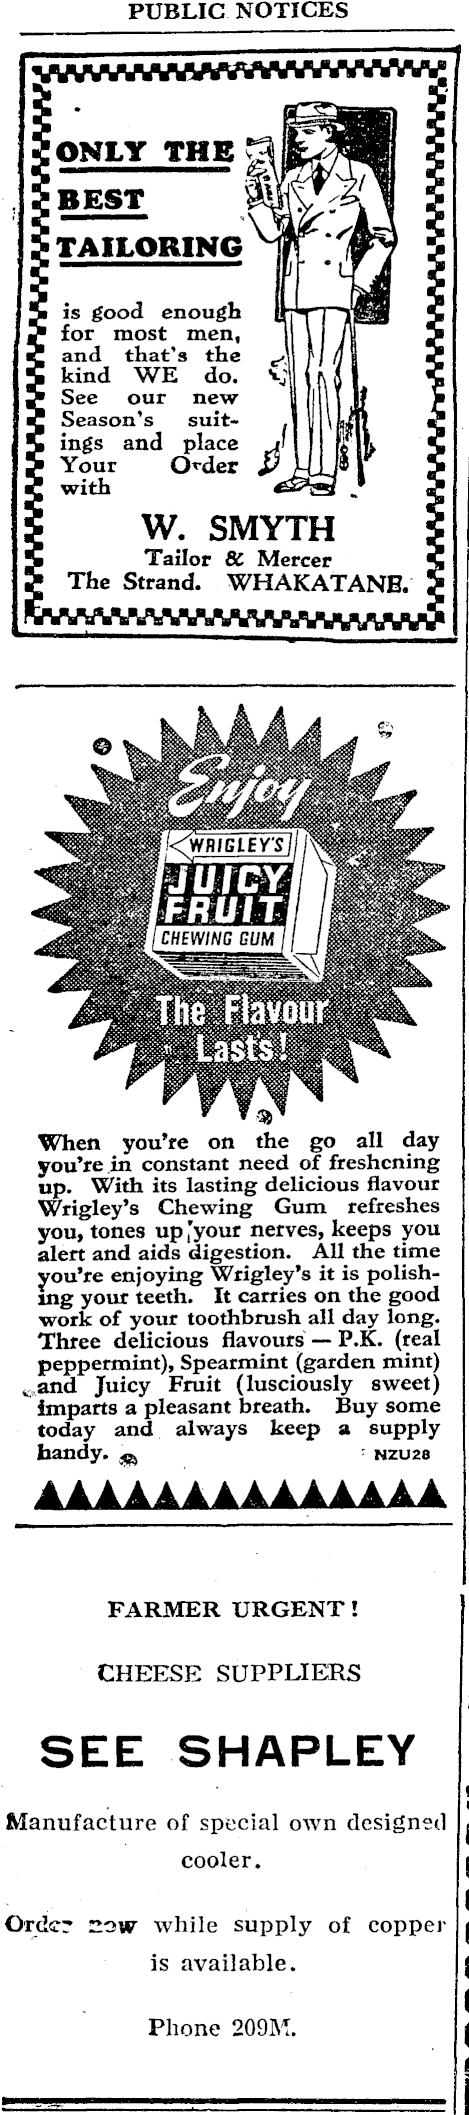 PUBLIC NOTICES
ONLY THE
BEST
TAILORING
is good enough
for most men,
and that's the
kind WE do.
See our new
Season's suit-
ings and place
Your Order
with
W. SMYTH
Tailor & Mercer
The Strand. WHAKATANE.
Enjoy
WRIGLEY'S
JUICY
FRUIT
CHEWING GUM
The Flavour
Lasts!
When you're on the go all day
you're in constant need of freshening
up. With its lasting delicious flavour
Wrigley's Chewing Gum refreshes
you, tones up your nerves, keeps you
alert and aids digestion. All the time
you're enjoying Wrigley's it is polish-
ing your teeth. It carries on the good
work of your toothbrush all day long.
Three delicious flavours — P.K. (real
peppermint), Spearmint (garden mint)
and Juicy Fruit (lusciously sweet)
imparts a pleasant breath. Buy some
today and always keep a supply
handy.
NZU28
FARMER URGENT!
CHEESE SUPPLIERS
SEE SHAPLEY
Manufacture of special own designed
cooler.
Order now while supply of copper
is available.
Phone 209M.